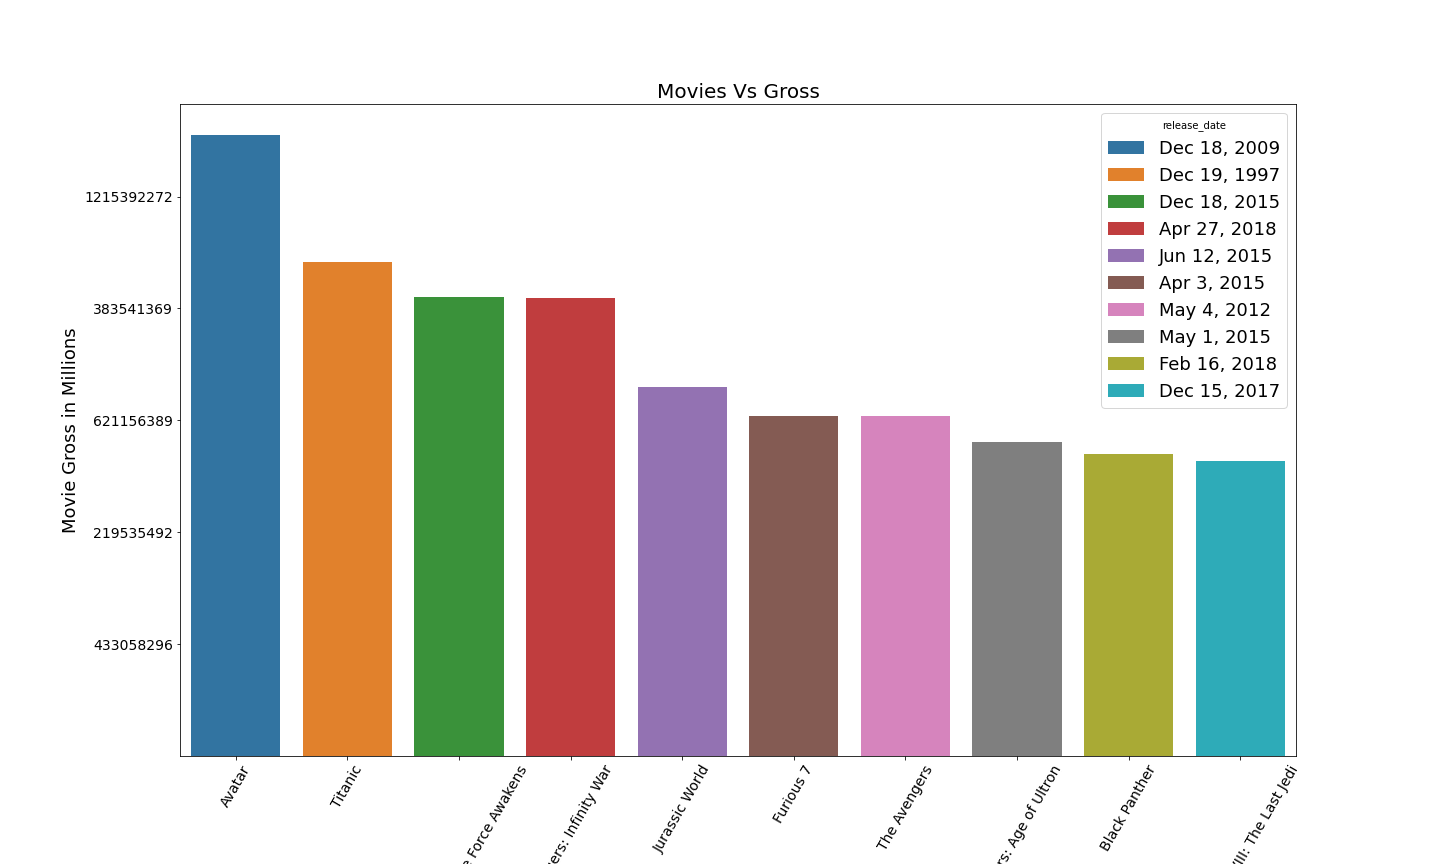 Movies Vs Gross
release_date
Dec 18, 2009
Dec 19, 1997
Dec 18, 2015
Apr 27, 2018
Jun 12, 2015
Apr 3, 2015
May 4, 2012
May 1, 2015
Feb 16, 2018
Dec 15, 2017
Movie Gross in Millions
1215392272
383541369
621156389
219535492
433058296
Avatar
Titanic
Force Awakens
Infinity War
Jurassic World
Furious 7
The Avengers
Age of Ultron
Black Panther
The Last Jedi